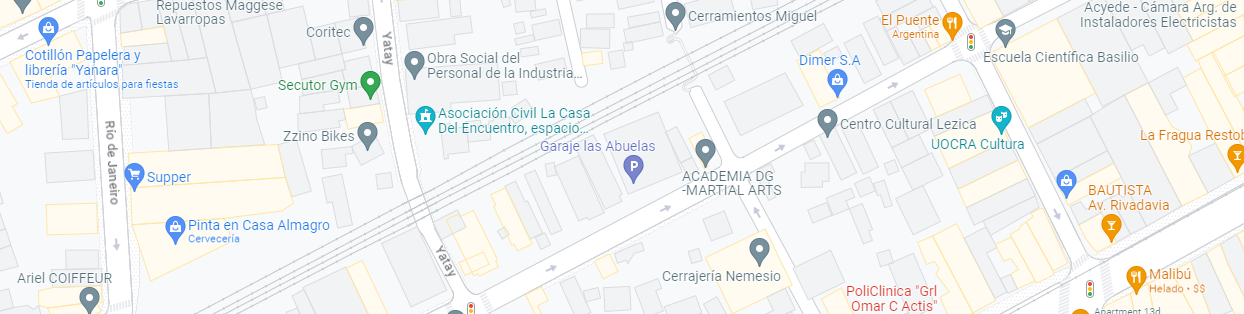 Repuestos Maggese
Lavarropas
Cerramientos Miguel
El Puente
Argentina
Acyede - Cámara Arg. de
Instaladores Electricistas
Coritec
Yatay
Cotillón Papelera y
librería "Yanara"
Tienda de artículos para fiestas
Obra Social del
Personal de la Industria...
Dimer S.A
Escuela Científica Basilio
Secutor Gym
Asociación Civil La Casa
Del Encuentro, espacio...
Zzino Bikes
Centro Cultural Lezica
La Fragua Restob
Garaje las Abuelas
UOCRA Cultura
Río de Janeiro
Supper
ACADEMIA DG
-MARTIAL ARTS
BAUTISTA
Av. Rivadavia
Pinta en Casa Almagro
Cervecería
Yatay
Ariel COIFFEUR
Cerrajería Nemesio
Malibú
Helado • $$
PoliClinica "Grl
Omar C Actis"
Apartment 13d